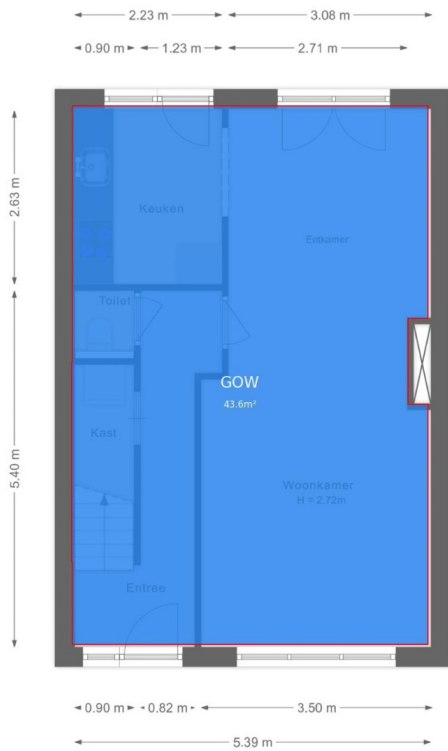 2.23 m
3.08 m
0.90 m
1.23 m
2.71 m
2.63 m
Keuken
Eetkamer
Toilet
GOW
43.6m²
5.40 m
Kast
Woonkamer
H = 2.72m
Entree
0.90 m
0.82 m
3.50 m
5.39 m